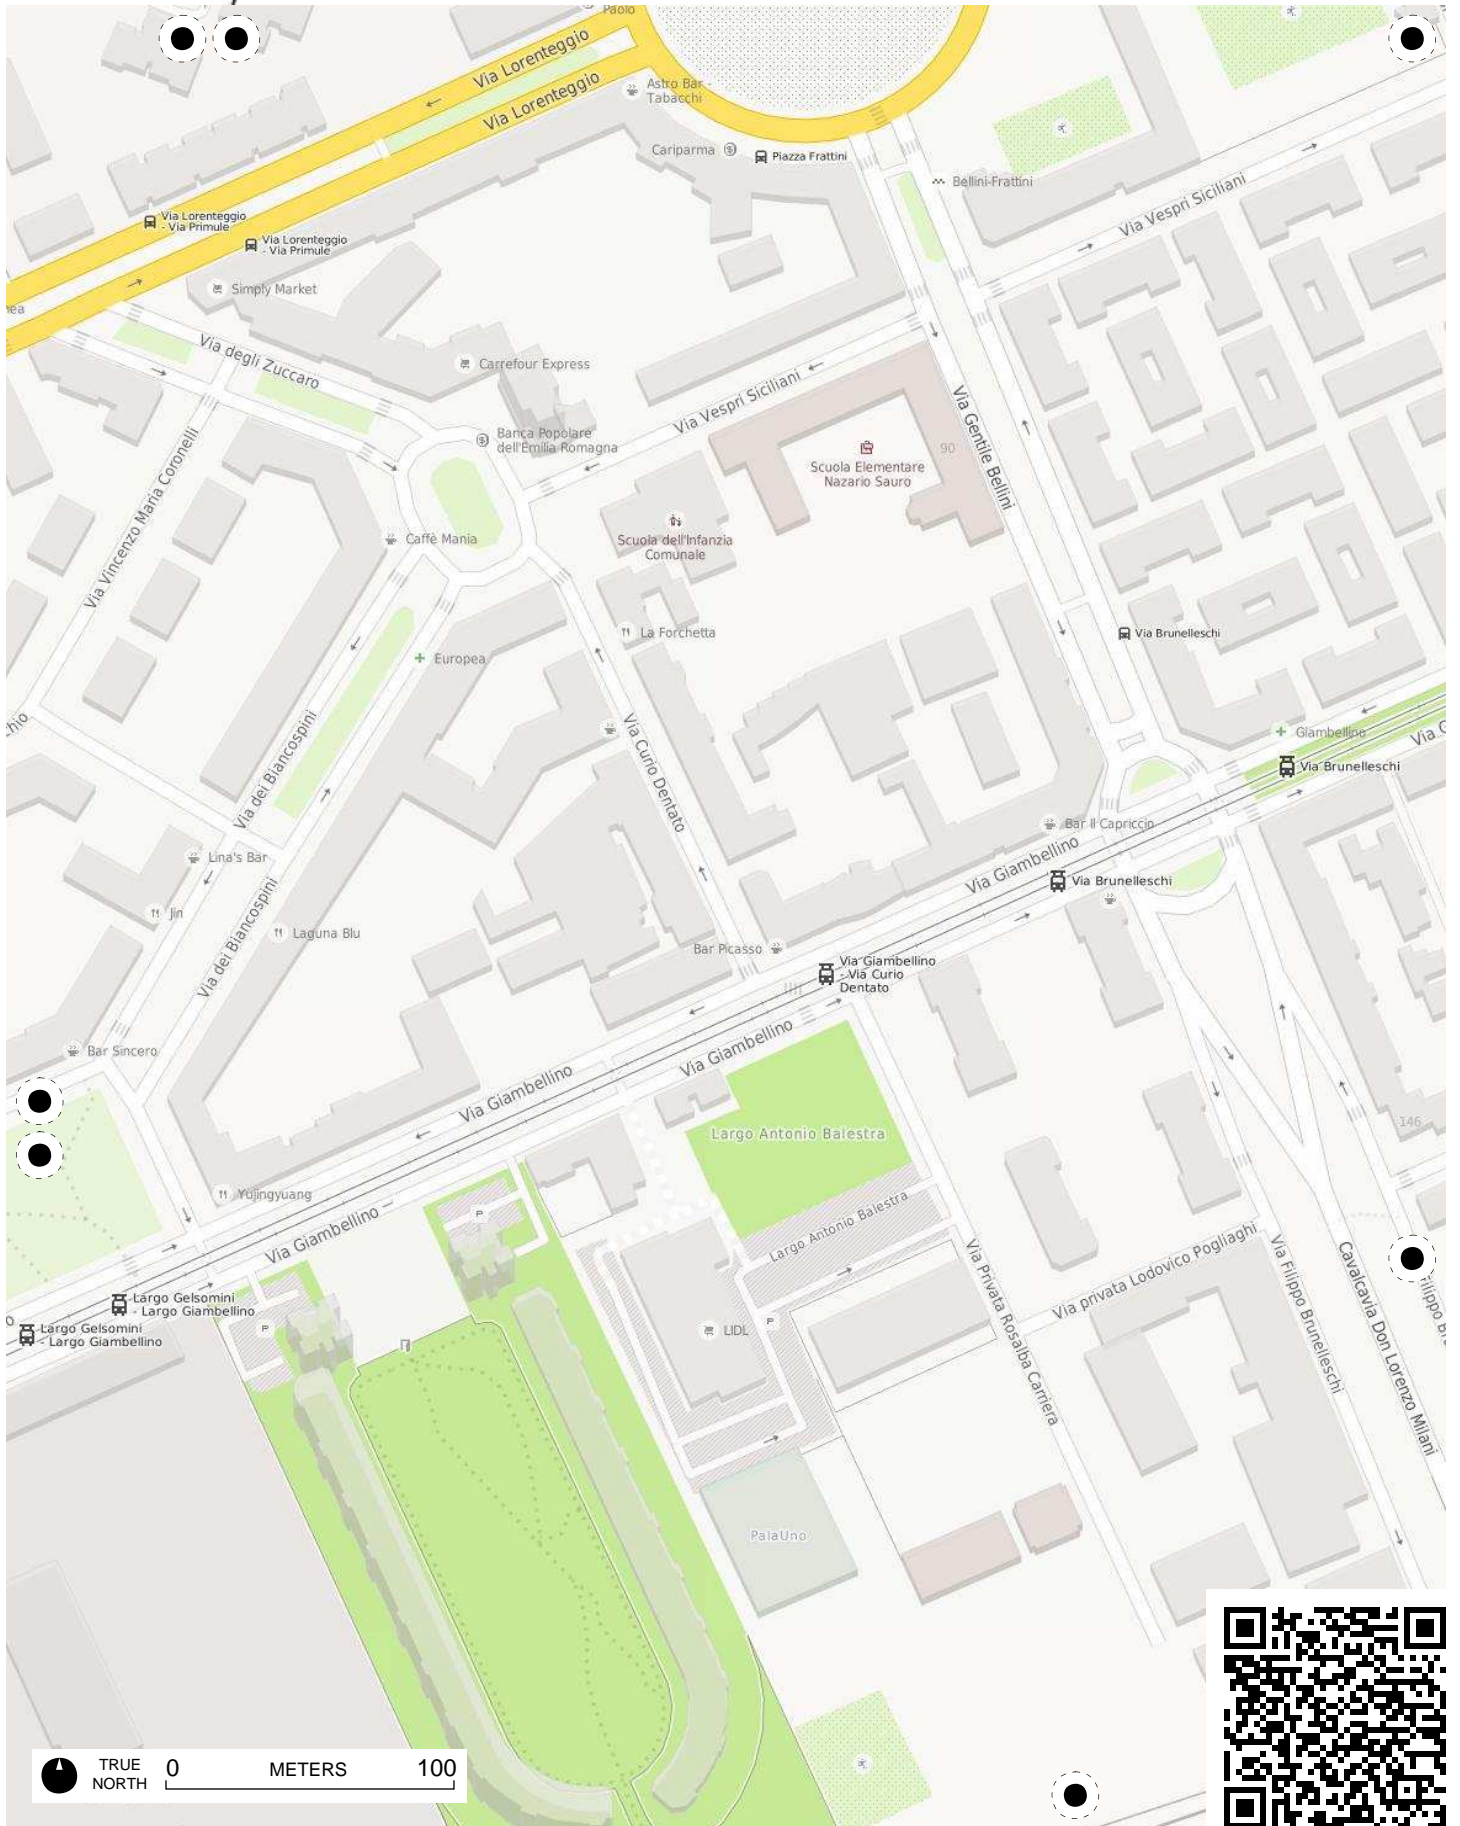 Paolo
Via Lorenteggio
Via Lorenteggio
Astro Bar -
Tabacchi
Cariparma
Piazza Frattini
Bellini-Frattini
Via Vespri Siciliani
Via Lorenteggio
- Via Primule
Via Lorenteggio
- Via Primule
Simply Market
nea
Via degli Zuccaro
Carrefour Express
Via Vespri Siciliani
Via Gentile Bellini
Banca Popolare
dell'Emilia Romagna
90
Scuola Elementare
Nazario Sauro
Via Vincenzo Maria Coronelli
Caffè Mania
Scuola dell'Infanzia
Comunale
La Forchetta
Via Brunelleschi
Europea
chio
Via dei Biancospini
Via Curio Dentato
Giambellino
Via G
Via Brunelleschi
Bar Il Capriccio
Via Giambellino
Lina's Bar
Via Brunelleschi
Jin
Laguna Blu
Via dei Biancospini
Bar Picasso
Via Giambellino
- Via Curio
Dentato
Via Giambellino
Bar Sincero
Via Giambellino
146
Largo Antonio Balestra
Yujingyuang
P
Via Giambellino
Largo Antonio Balestra
Via privata Lodovico Pogliaghi
Via Privata Rosalba Carriera
Via Filippo Brunelleschi
Cavalcavia Don Lorenzo Milani
Filippo Br
Largo Gelsomini
- Largo Giambellino
o
Largo Gelsomini
- Largo Giambellino
P
P
LIDL
PalaUno
TRUE
NORTH
0 METERS 100